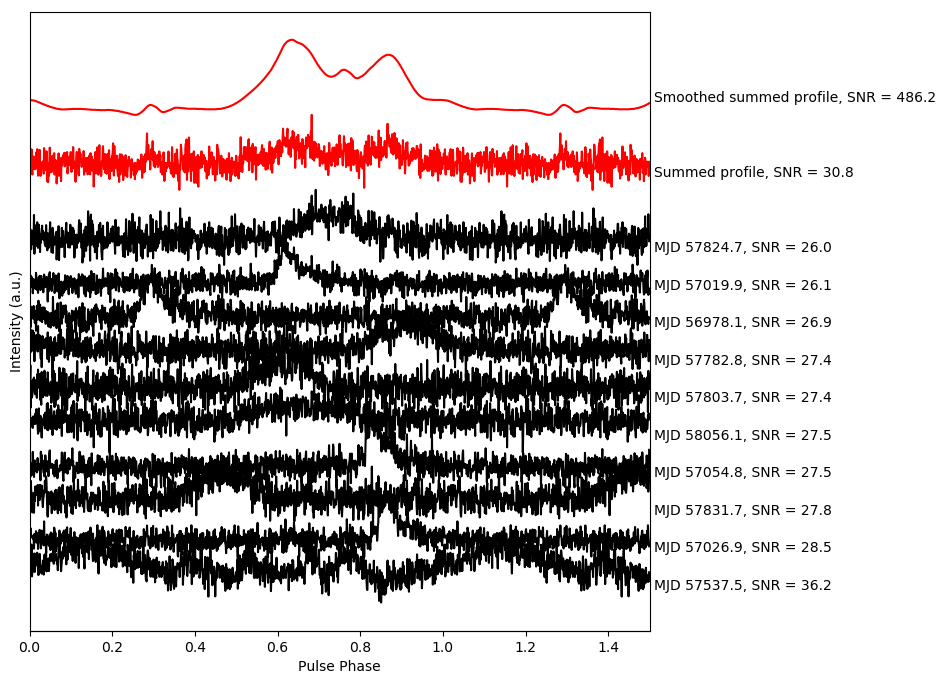 Smoothed summed profile, SNR = 486.2
Summed profile, SNR = 30.8
MJD 57824.7, SNR = 26.0
MJD 57019.9, SNR = 26.1
MJD 56978.1, SNR = 26.9
MJD 57782.8, SNR = 27.4
MJD 57803.7, SNR = 27.4
MJD 58056.1, SNR = 27.5
MJD 57054.8, SNR = 27.5
MJD 57831.7, SNR = 27.8
MJD 57026.9, SNR = 28.5
MJD 57537.5, SNR = 36.2
Intensity (a.u.)
0.0 0.2 0.4 0.6 0.8 1.0 1.2 1.4
Pulse Phase